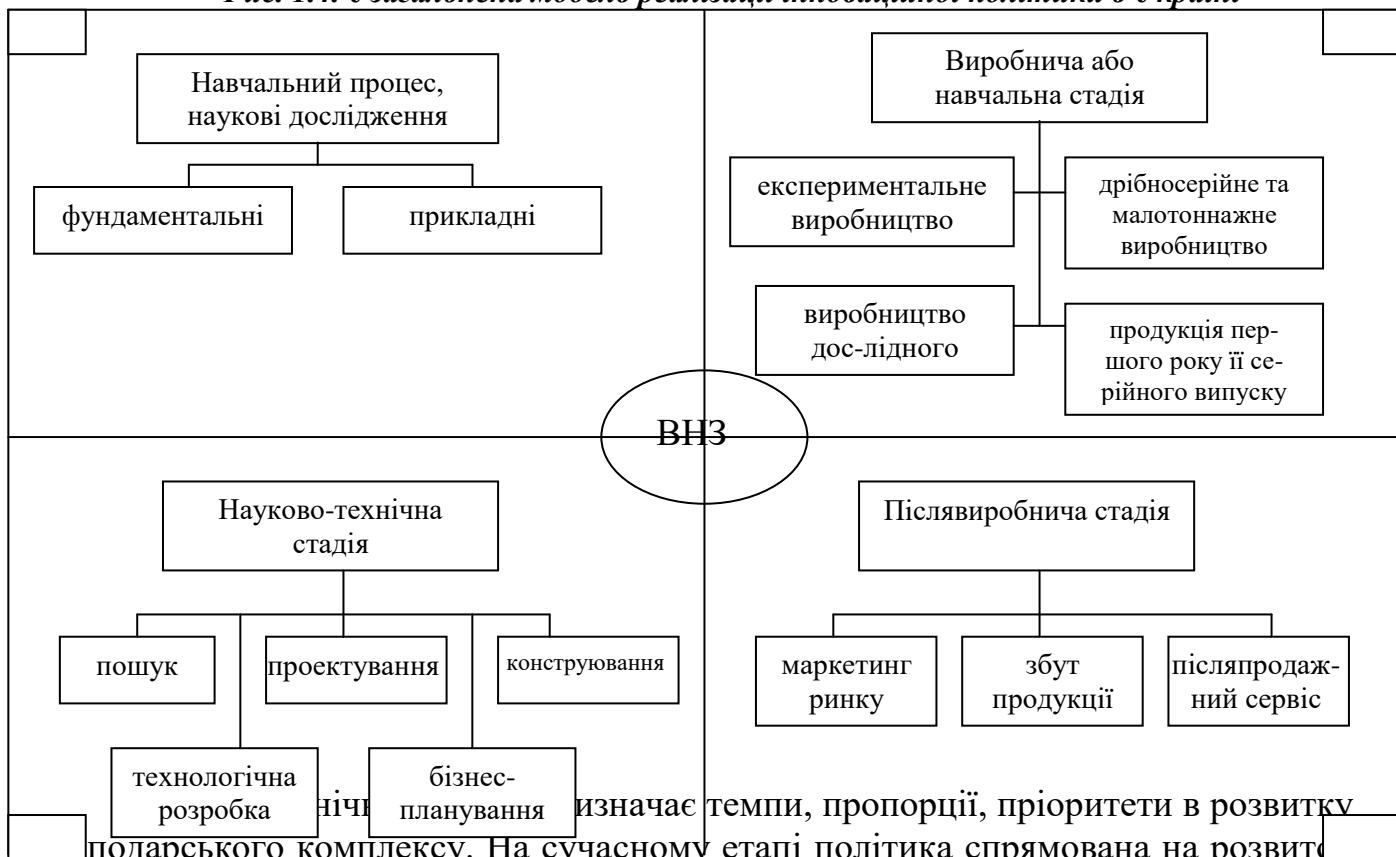 Навчальний процес,
наукові дослідження
фундаментальні
прикладні
Виробнича або
навчальна стадія
експериментальне
виробництво
дрібносерійне та
малотоннажне
виробництво
виробництво
дос-лідного
продукція пер-
шого року її се-
рійного випуску
ВНЗ
Науково-технічна
стадія
пошук
проектування
конструювання
технологічна
розробка
бізнес-
планування
Післявиробнича стадія
маркетинг
ринку
збут
продукції
післяпродаж-
ний сервіс
темпи, пропорції, пріоритети в розвитку
комплексу. На сучасному етапі політика спрямована на